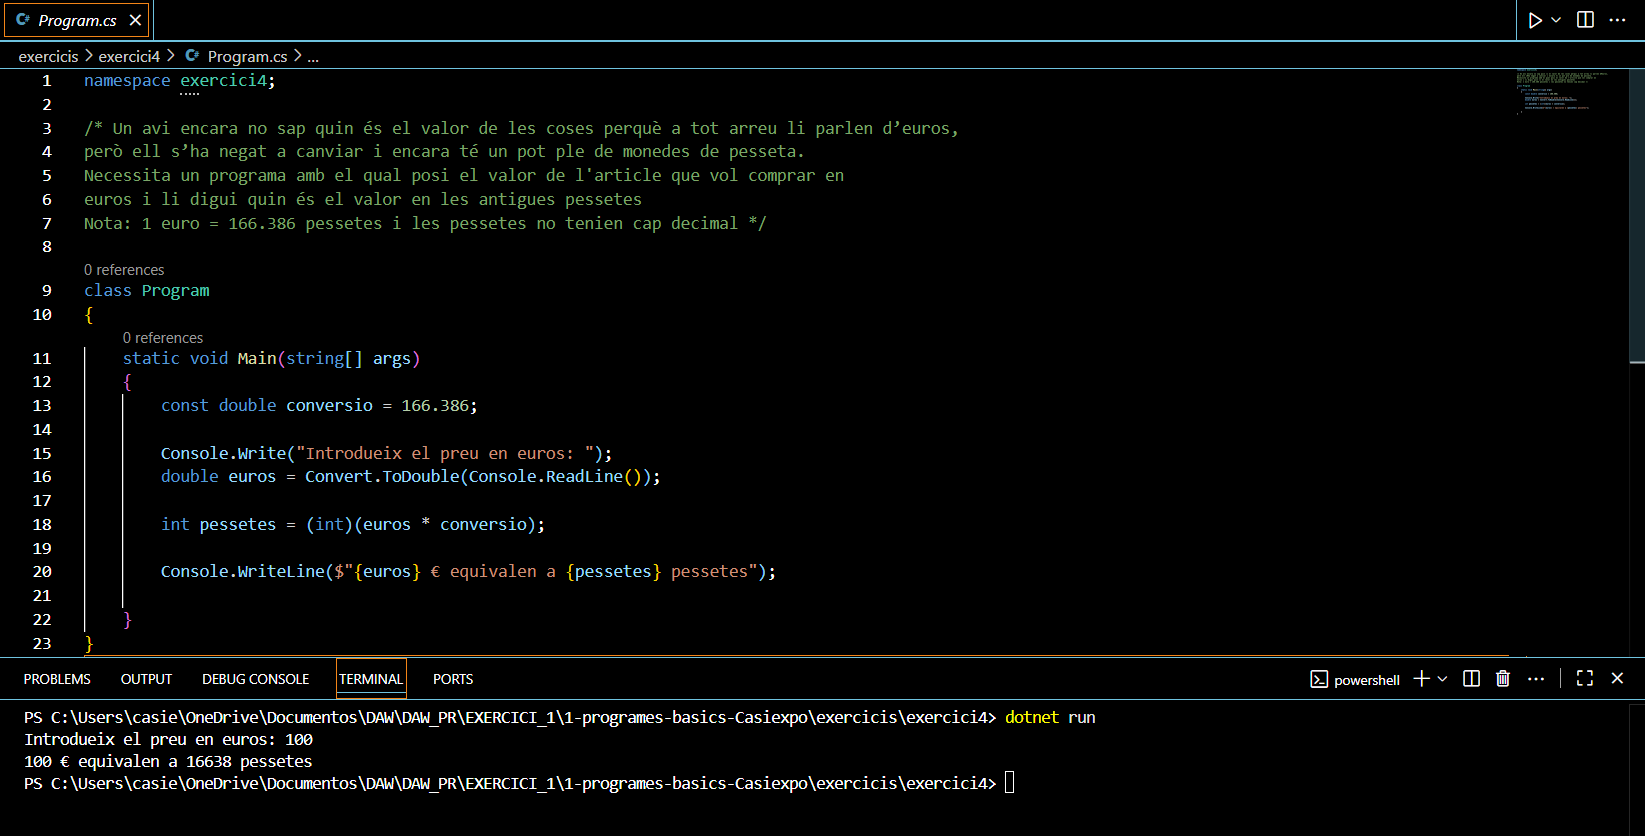 C# Program.cs ×
exercicis > exercici4 > C# Program.cs > ...
1 namespace exercici4;
2
3 /* Un avi encara no sap quin és el valor de les coses perquè a tot arreu li parlen d’euros,
4 però ell s’ha negat a canviar i encara té un pot ple de monedes de pesseta.
5 Necessita un programa amb el qual posi el valor de l'article que vol comprar en
6 euros i li digui quin és el valor en les antigues pessetes
7 Nota: 1 euro = 166.386 pessetes i les pessetes no tenien cap decimal */
8
0 references
9 class Program
10 {
0 references
11 static void Main(string[] args)
12 {
13 const double conversio = 166.386;
14
15 Console.Write("Introdueix el preu en euros: ");
16 double euros = Convert.ToDouble(Console.ReadLine());
17
18 int pessetes = (int)(euros * conversio);
19
20 Console.WriteLine($"{euros} € equivalen a {pessetes} pessetes");
21
22 }
23 }
PROBLEMS OUTPUT DEBUG CONSOLE TERMINAL PORTS powershell
PS C:\Users\casie\OneDrive\Documentos\DAW\DAW_PR\EXERCICI_1\1-programes-basics-Casiexpo\exercicis\exercici4> dotnet run
Introdueix el preu en euros: 100
100 € equivalen a 16638 pessetes
PS C:\Users\casie\OneDrive\Documentos\DAW\DAW_PR\EXERCICI_1\1-programes-basics-Casiexpo\exercicis\exercici4>